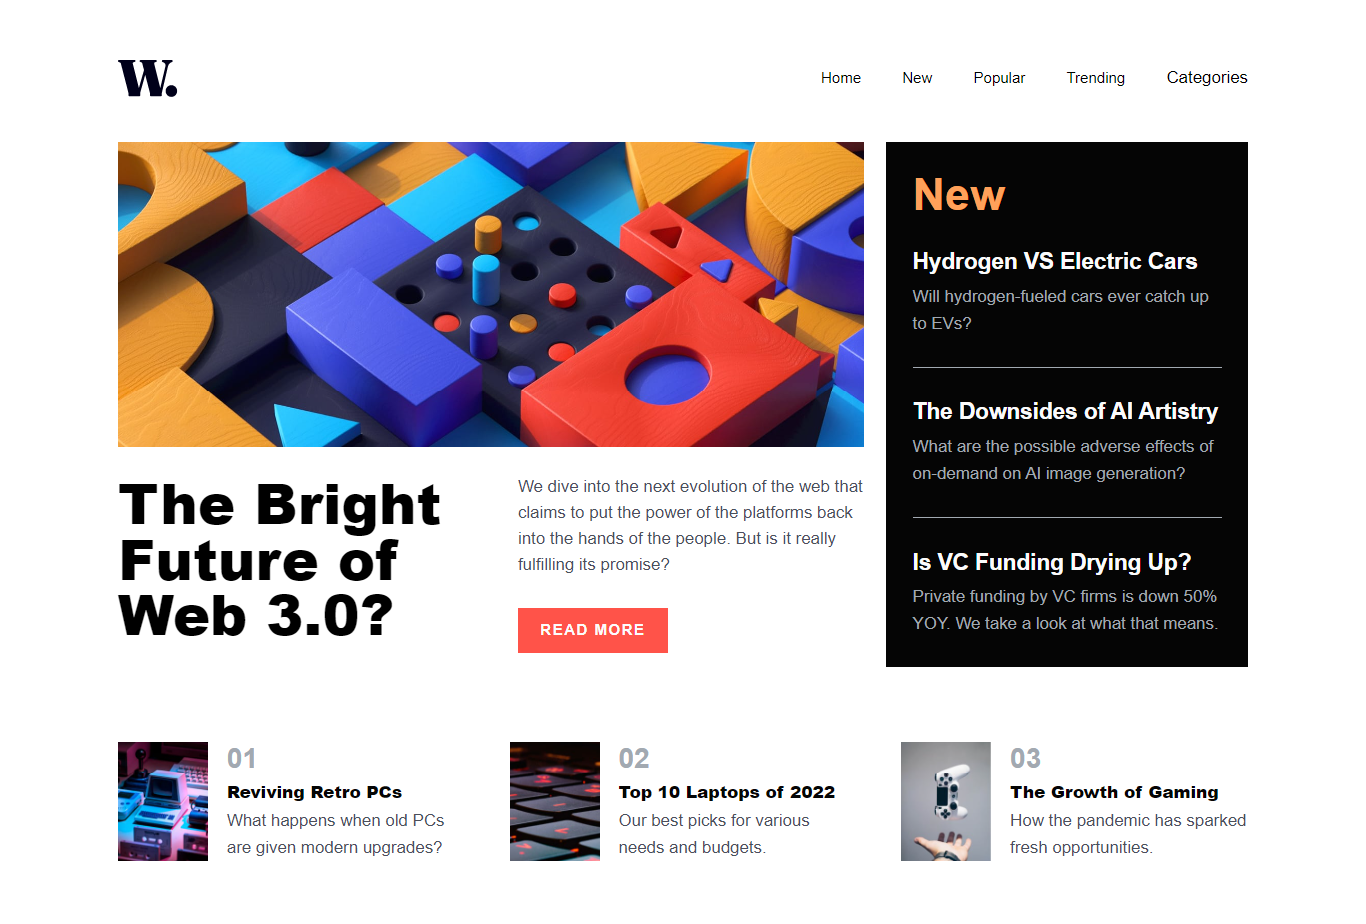 W.
Home New Popular Trending Categories
The Bright
Future of
Web 3.0?
We dive into the next evolution of the web that
claims to put the power of the platforms back
into the hands of the people. But is it really
fulfilling its promise?
READ MORE
New
Hydrogen VS Electric Cars
Will hydrogen-fueled cars ever catch up
to EVs?
The Downsides of AI Artistry
What are the possible adverse effects of
on-demand on AI image generation?
Is VC Funding Drying Up?
Private funding by VC firms is down 50%
YOY. We take a look at what that means.
01
Reviving Retro PCs
What happens when old PCs
are given modern upgrades?
02
Top 10 Laptops of 2022
Our best picks for various
needs and budgets.
03
The Growth of Gaming
How the pandemic has sparked
fresh opportunities.